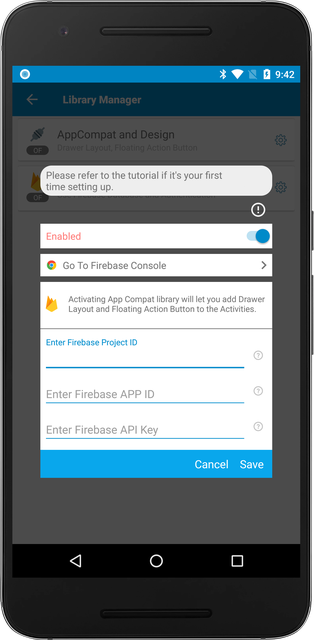 9:42
Library Manager
AppCompat and Design
Drawer Layout, Floating Action Button
OF
Please refer to the tutorial if it's your first
time setting up.
OF
Enabled
Go To Firebase Console
Activating App Compat library will let you add Drawer
Layout and Floating Action Button to the Activities.
Enter Firebase Project ID
Enter Firebase APP ID
Enter Firebase API Key
Cancel Save